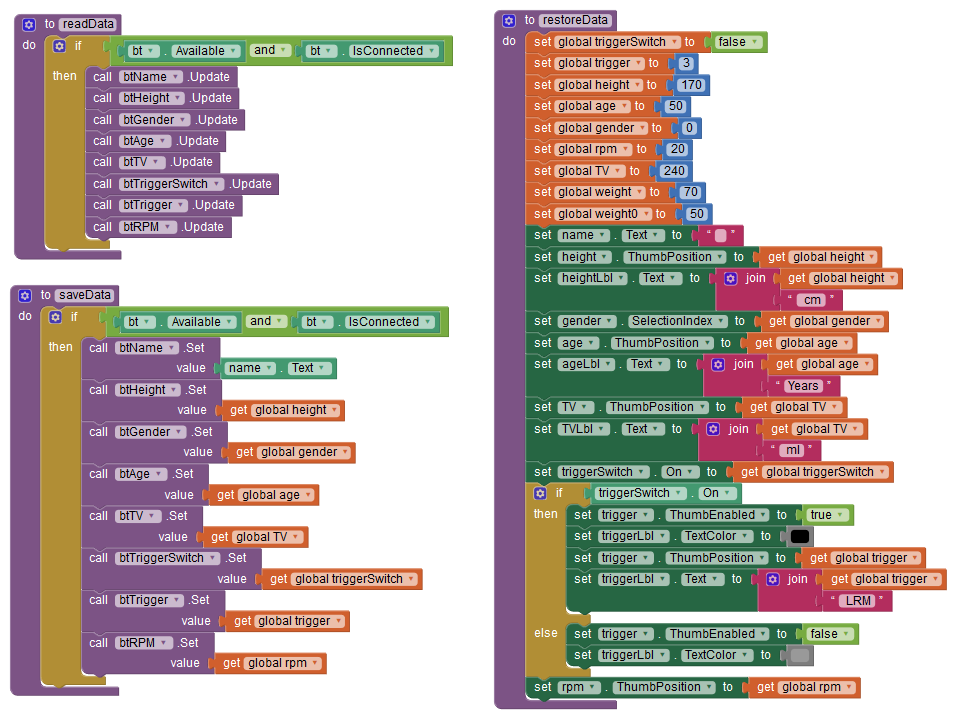 to readData
do if bt . Available and bt . IsConnected
then call btName .Update
call btHeight .Update
call btGender .Update
call btAge .Update
call btTV .Update
call btTriggerSwitch .Update
call btTrigger .Update
call btRPM .Update
to saveData
do if bt . Available and bt . IsConnected
then call btName .Set
value name . Text
call btHeight .Set
value get global height
call btGender .Set
value get global gender
call btAge .Set
value get global age
call btTV .Set
value get global TV
call btTriggerSwitch .Set
value get global triggerSwitch
call btTrigger .Set
value get global trigger
call btRPM .Set
value get global rpm
to restoreData
do set global triggerSwitch to false
set global trigger to 3
set global height to 170
set global age to 50
set global gender to 0
set global rpm to 20
set global TV to 240
set global weight to 70
set global weight0 to 50
set name . Text to " "
set height . ThumbPosition to get global height
set heightLbl . Text to join get global height
" cm "
set gender . SelectionIndex to get global gender
set age . ThumbPosition to get global age
set ageLbl . Text to join get global age
" Years "
set TV . ThumbPosition to get global TV
set TVLbl . Text to join get global TV
" ml "
set triggerSwitch . On to get global triggerSwitch
if triggerSwitch . On
then set trigger . ThumbEnabled to true
set triggerLbl . TextColor to
set trigger . ThumbPosition to get global trigger
set triggerLbl . Text to join get global trigger
" LRM "
else set trigger . ThumbEnabled to false
set triggerLbl . TextColor to
set rpm . ThumbPosition to get global rpm